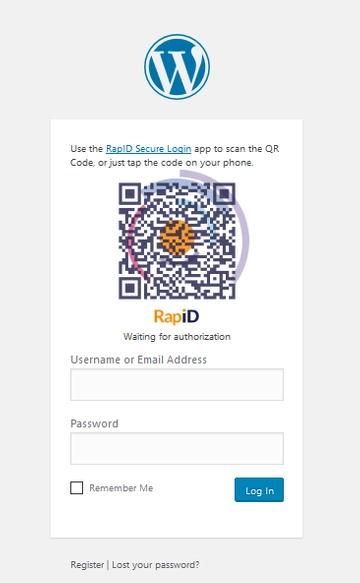 Use the RapID Secure Login app to scan the QR
Code, or just tap the code on your phone.
RapiD
Waiting for authorization
Username or Email Address
Password
Remember Me
Log In
Register | Lost your password?